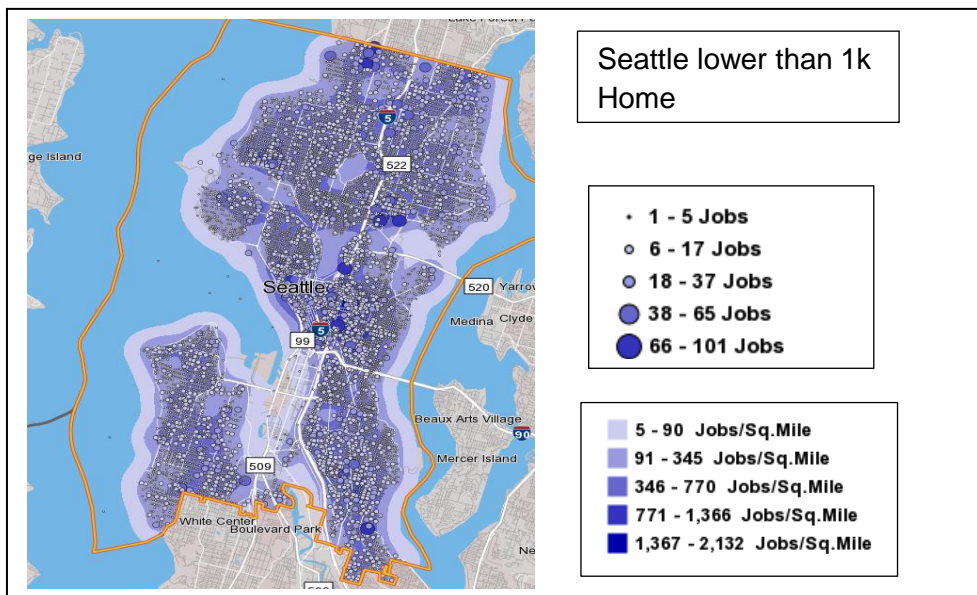 Lake Forest P
5
522
ge Island
Seattle
520
Yarrow
Medina
Clyde
5
99
Beaux Arts Village
90
Mercer Island
509
White Center
Boulevard Park
Ne
Seattle lower than 1k
Home
1 - 5 Jobs
6 - 17 Jobs
18 - 37 Jobs
38 - 65 Jobs
66 - 101 Jobs
5 - 90 Jobs/Sq.Mile
91 - 345 Jobs/Sq.Mile
346 - 770 Jobs/Sq.Mile
771 - 1,366 Jobs/Sq.Mile
1,367 - 2,132 Jobs/Sq.Mile